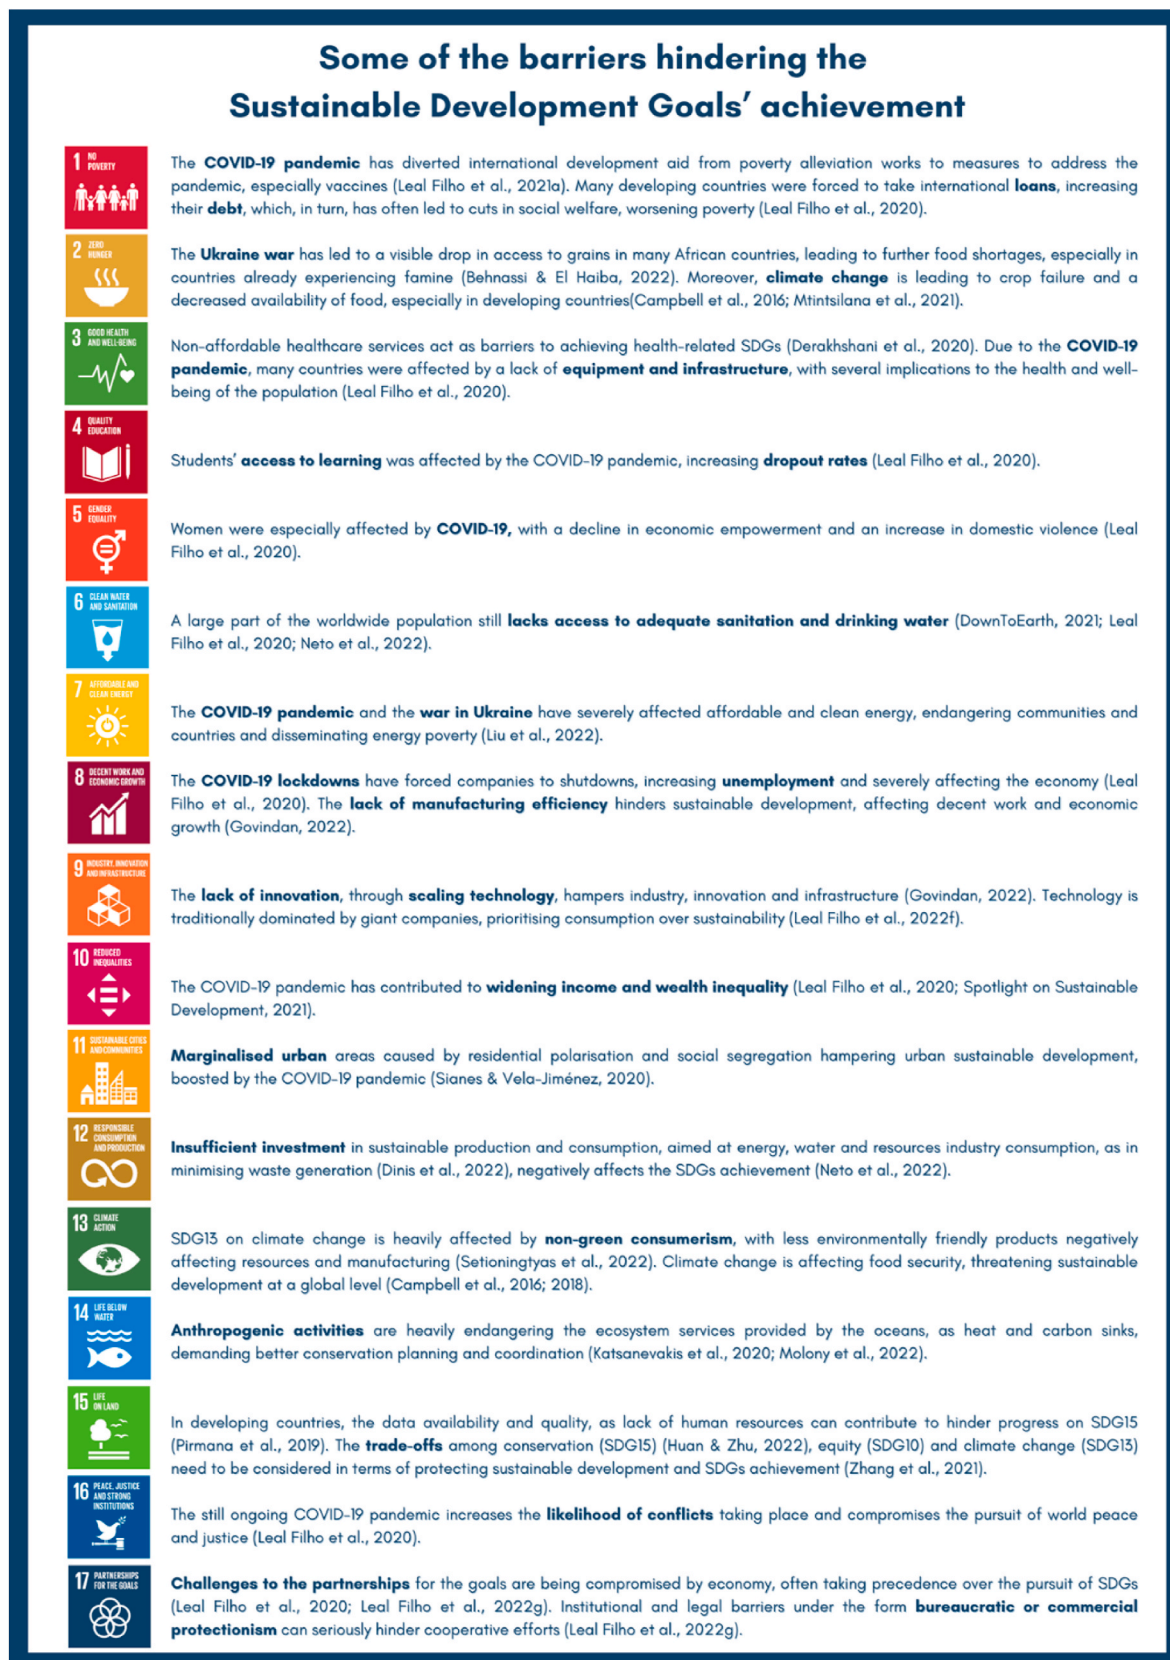 Some of the barriers hindering the
Sustainable Development Goals' achievement
1 NO
POVERTY
The COVID-19 pandemic has diverted international development aid from poverty alleviation works to measures to address the
pandemic, especially vaccines (Leal Filho et al., 2021a). Many developing countries were forced to take international loans, increasing
their debt, which, in turn, has often led to cuts in social welfare, worsening poverty (Leal Filho et al., 2020).
2 ZERO
HUNGER
The Ukraine war has led to a visible drop in access to grains in many African countries, leading to further food shortages, especially in
countries already experiencing famine (Behnassi & El Haiba, 2022). Moreover, climate change is leading to crop failure and a
decreased availability of food, especially in developing countries(Campbell et al., 2016; Mtintsilana et al., 2021).
3 GOOD HEALTH
AND WELL-BEING
Non-affordable healthcare services act as barriers to achieving health-related SDGs (Derakhshani et al., 2020). Due to the COVID-19
pandemic, many countries were affected by a lack of equipment and infrastructure, with several implications to the health and well-
being of the population (Leal Filho et al., 2020).
4 QUALITY
EDUCATION
Students' access to learning was affected by the COVID-19 pandemic, increasing dropout rates (Leal Filho et al., 2020).
5 GENDER
EQUALITY
Women were especially affected by COVID-19, with a decline in economic empowerment and an increase in domestic violence (Leal
Filho et al., 2020).
6 CLEAN WATER
AND SANITATION
A large part of the worldwide population still lacks access to adequate sanitation and drinking water (DownToEarth, 2021; Leal
Filho et al., 2020; Neto et al., 2022).
7 AFFORDABLE AND
CLEAN ENERGY
The COVID-19 pandemic and the war in Ukraine have severely affected affordable and clean energy, endangering communities and
countries and disseminating energy poverty (Liu et al., 2022).
8 DECENT WORK AND
ECONOMIC GROWTH
The COVID-19 lockdowns have forced companies to shutdowns, increasing unemployment and severely affecting the economy (Leal
Filho et al., 2020). The lack of manufacturing efficiency hinders sustainable development, affecting decent work and economic
growth (Govindan, 2022).
9 INDUSTRY, INNOVATION
AND INFRASTRUCTURE
The lack of innovation, through scaling technology, hampers industry, innovation and infrastructure (Govindan, 2022). Technology is
traditionally dominated by giant companies, prioritising consumption over sustainability (Leal Filho et al., 2022f).
10 REDUCED
INEQUALITIES
The COVID-19 pandemic has contributed to widening income and wealth inequality (Leal Filho et al., 2020; Spotlight on Sustainable
Development, 2021).
11 SUSTAINABLE CITIES
AND COMMUNITIES
Marginalised urban areas caused by residential polarisation and social segregation hampering urban sustainable development,
boosted by the COVID-19 pandemic (Sianes & Vela-Jiménez, 2020).
12 RESPONSIBLE
CONSUMPTION
AND PRODUCTION
Insufficient investment in sustainable production and consumption, aimed at energy, water and resources industry consumption, as in
minimising waste generation (Dinis et al., 2022), negatively affects the SDGs achievement (Neto et al., 2022).
13 CLIMATE
ACTION
SDG13 on climate change is heavily affected by non-green consumerism, with less environmentally friendly products negatively
affecting resources and manufacturing (Setioningtyas et al., 2022). Climate change is affecting food security, threatening sustainable
development at a global level (Campbell et al., 2016; 2018).
14 LIFE BELOW
WATER
Anthropogenic activities are heavily endangering the ecosystem services provided by the oceans, as heat and carbon sinks,
demanding better conservation planning and coordination (Katsanevakis et al., 2020; Molony et al., 2022).
15 LIFE
ON LAND
In developing countries, the data availability and quality, as lack of human resources can contribute to hinder progress on SDG15
(Pirmana et al., 2019). The trade-offs among conservation (SDG15) (Huan & Zhu, 2022), equity (SDG10) and climate change (SDG13)
need to be considered in terms of protecting sustainable development and SDGs achievement (Zhang et al., 2021).
16 PEACE, JUSTICE
AND STRONG
INSTITUTIONS
The still ongoing COVID-19 pandemic increases the likelihood of conflicts taking place and compromises the pursuit of world peace
and justice (Leal Filho et al., 2020).
17 PARTNERSHIPS
FOR THE GOALS
Challenges to the partnerships for the goals are being compromised by economy, often taking precedence over the pursuit of SDGs
(Leal Filho et al., 2020; Leal Filho et al., 2022g). Institutional and legal barriers under the form bureaucratic or commercial
protectionism can seriously hinder cooperative efforts (Leal Filho et al., 2022g).